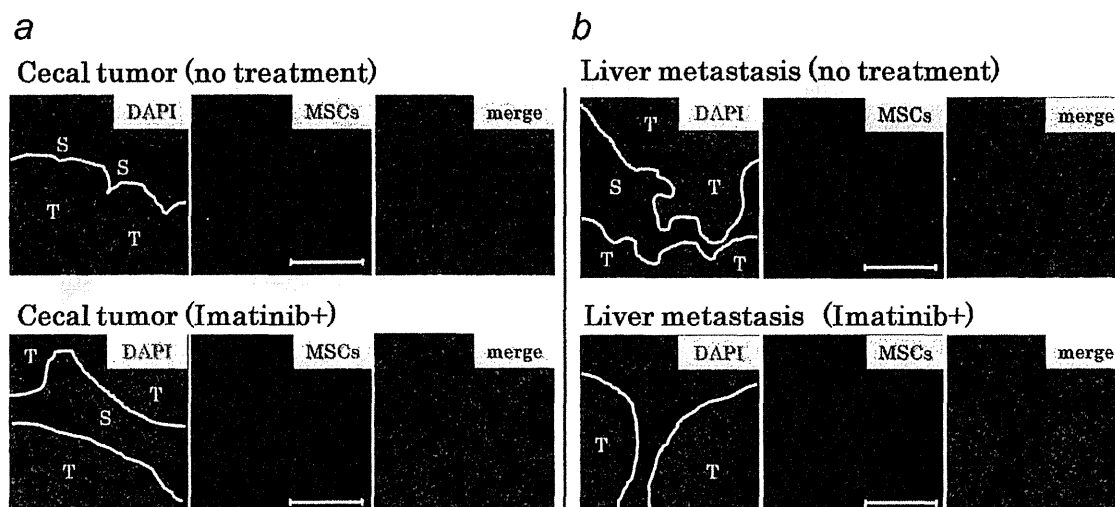 a
Cecal tumor (no treatment)
DAPI
MSCs
merge
S
S
T
T
Cecal tumor (Imatinib+)
DAPI
MSCs
merge
T
T
S
T
b
Liver metastasis (no treatment)
DAPI
MSCs
merge
T
S
T
T
T
Liver metastasis (Imatinib+)
DAPI
MSCs
merge
T
T